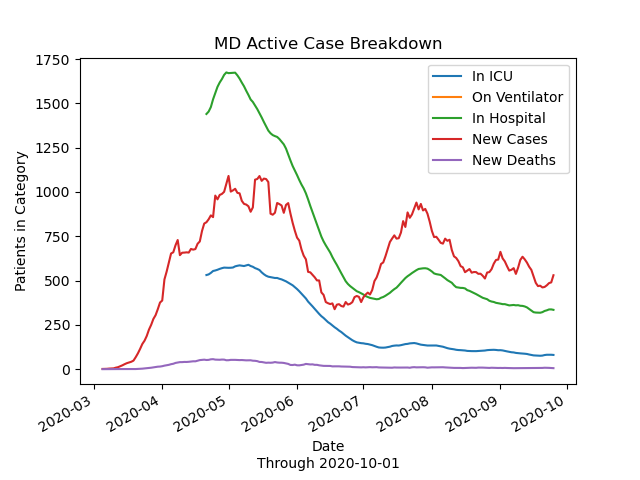 MD Active Case Breakdown
Patients in Category
1750
1500
1250
1000
750
500
250
0
In ICU
On Ventilator
In Hospital
New Cases
New Deaths
2020-03
2020-04
2020-05
2020-06
2020-07
2020-08
2020-09
2020-10
Date
Through 2020-10-01